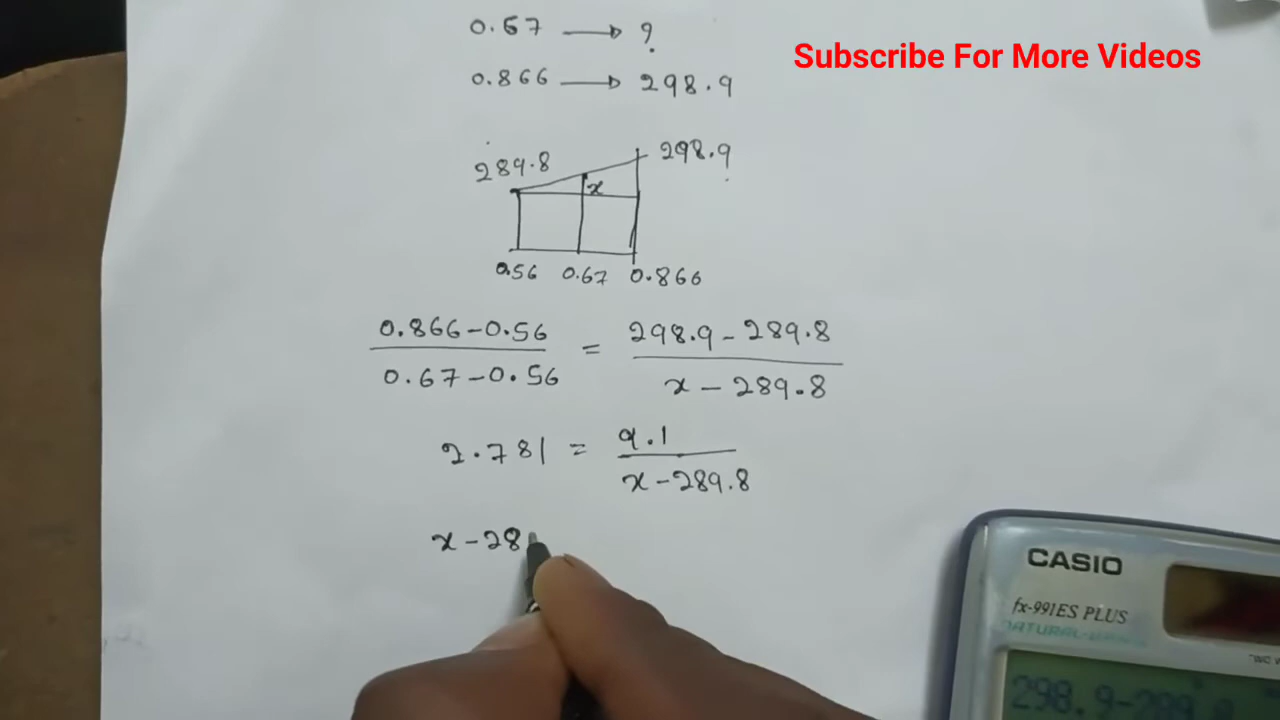 0.67 → ?
Subscribe For More Videos
0.866 → 298.9
289.8 298.9
x
0.56 0.67 0.866
0.866-0.56 / 0.67-0.56 = 298.9-289.8 / x-289.8
2.781 = 9.1 / x-289.8
x-28
CASIO
fx-991ES PLUS
298.9-289.8